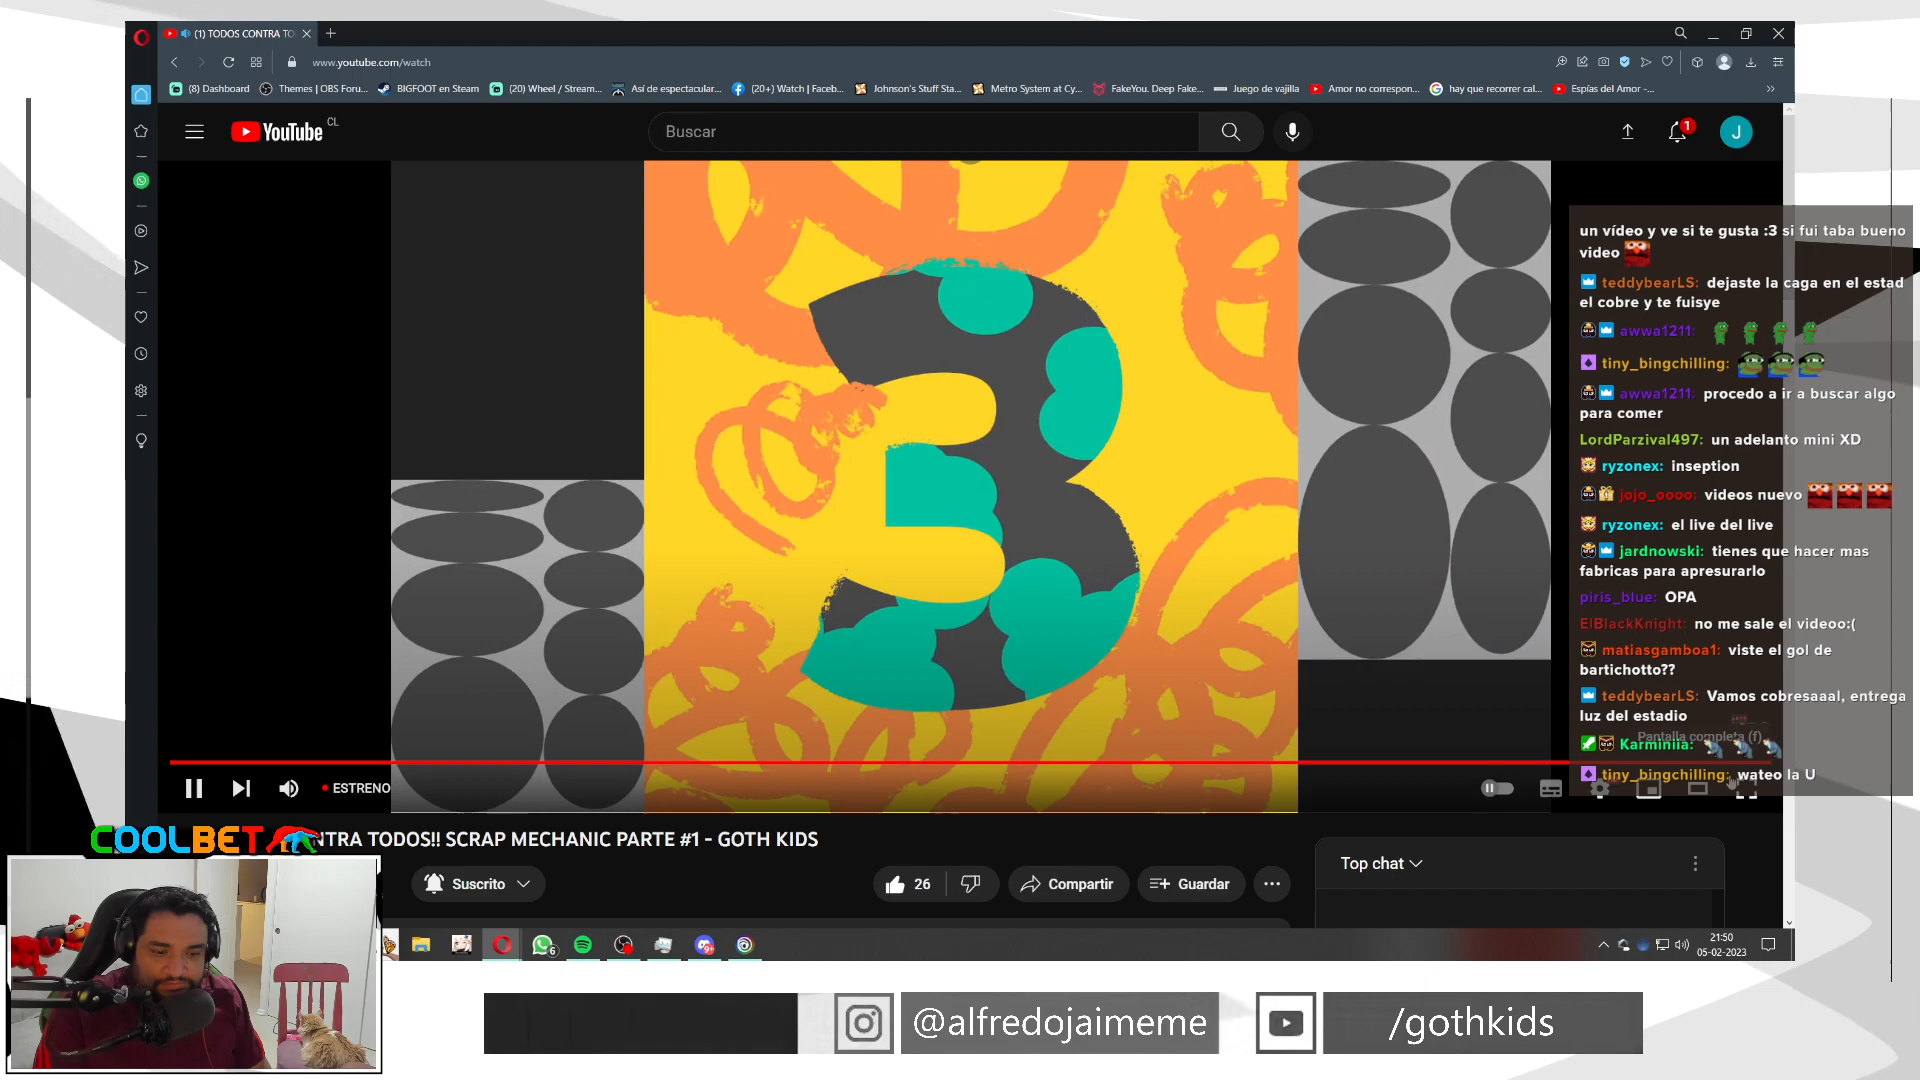 (1) TODOS CONTRA TO
www.youtube.com/watch
(8) Dashboard
Themes | OBS Foru...
BIGFOOT en Steam
(20) Wheel / Stream...
Así de espectacular...
(20+) Watch | Faceb...
Johnson's Stuff Sta...
Metro System at Cy...
FakeYou. Deep Fake...
Juego de vajilla
Amor no correspon...
hay que recorrer cal...
Espías del Amor -...
YouTube CL
Buscar
1
J
3
un vídeo y ve si te gusta :3 si fui taba bueno
video
teddybearLS: dejaste la caga en el estad
el cobre y te fuisye
awwa1211:
tiny_bingchilling:
awwa1211: procedo a ir a buscar algo
para comer
LordParzival497: un adelanto mini XD
ryzonex: inseption
jojo_oooo: videos nuevo
ryzonex: el live del live
jardnowski: tienes que hacer mas
fabricas para apresurarlo
piris_blue: OPA
ElBlackKnight: no me sale el videoo:(
matiasgamboa1: viste el gol de
bartichotto??
teddybearLS: Vamos cobresaaal, entrega
luz del estadio
Pantalla completa (f)
Karminiia:
tiny_bingchilling: wateo la U
ESTRENO
COOLBET
NTRA TODOS!! SCRAP MECHANIC PARTE #1 - GOTH KIDS
Suscrito
26
Compartir
Guardar
Top chat
6
9+
21:50
05-02-2023
@alfredojaimeme
/gothkids